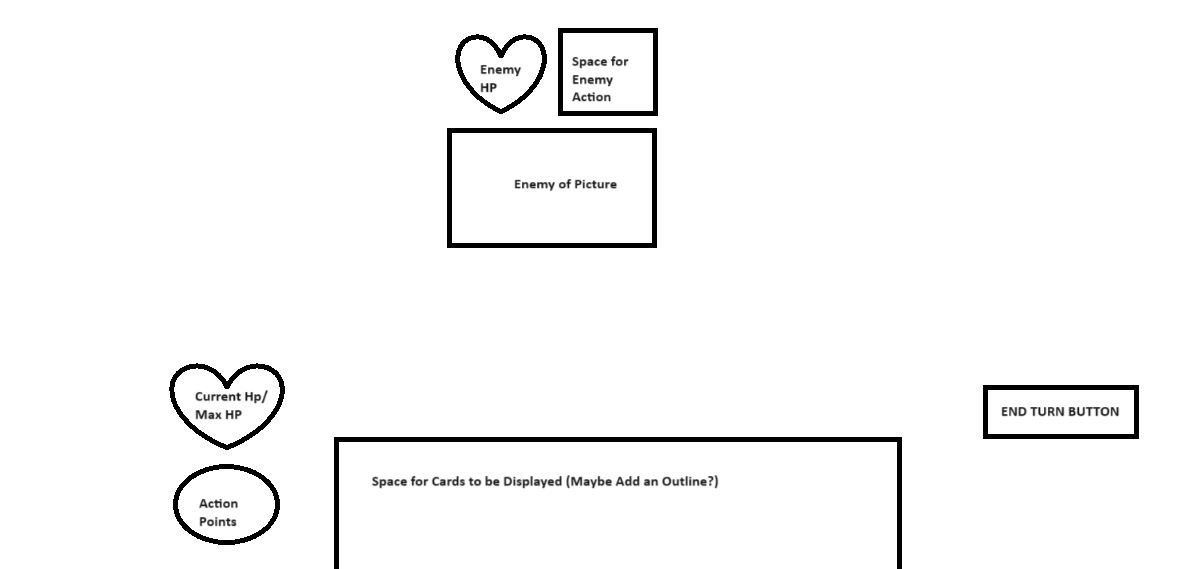 Enemy
HP
Space for
Enemy
Action
Enemy of Picture
Current Hp/
Max HP
END TURN BUTTON
Space for Cards to be Displayed (Maybe Add an Outline?)
Action
Points